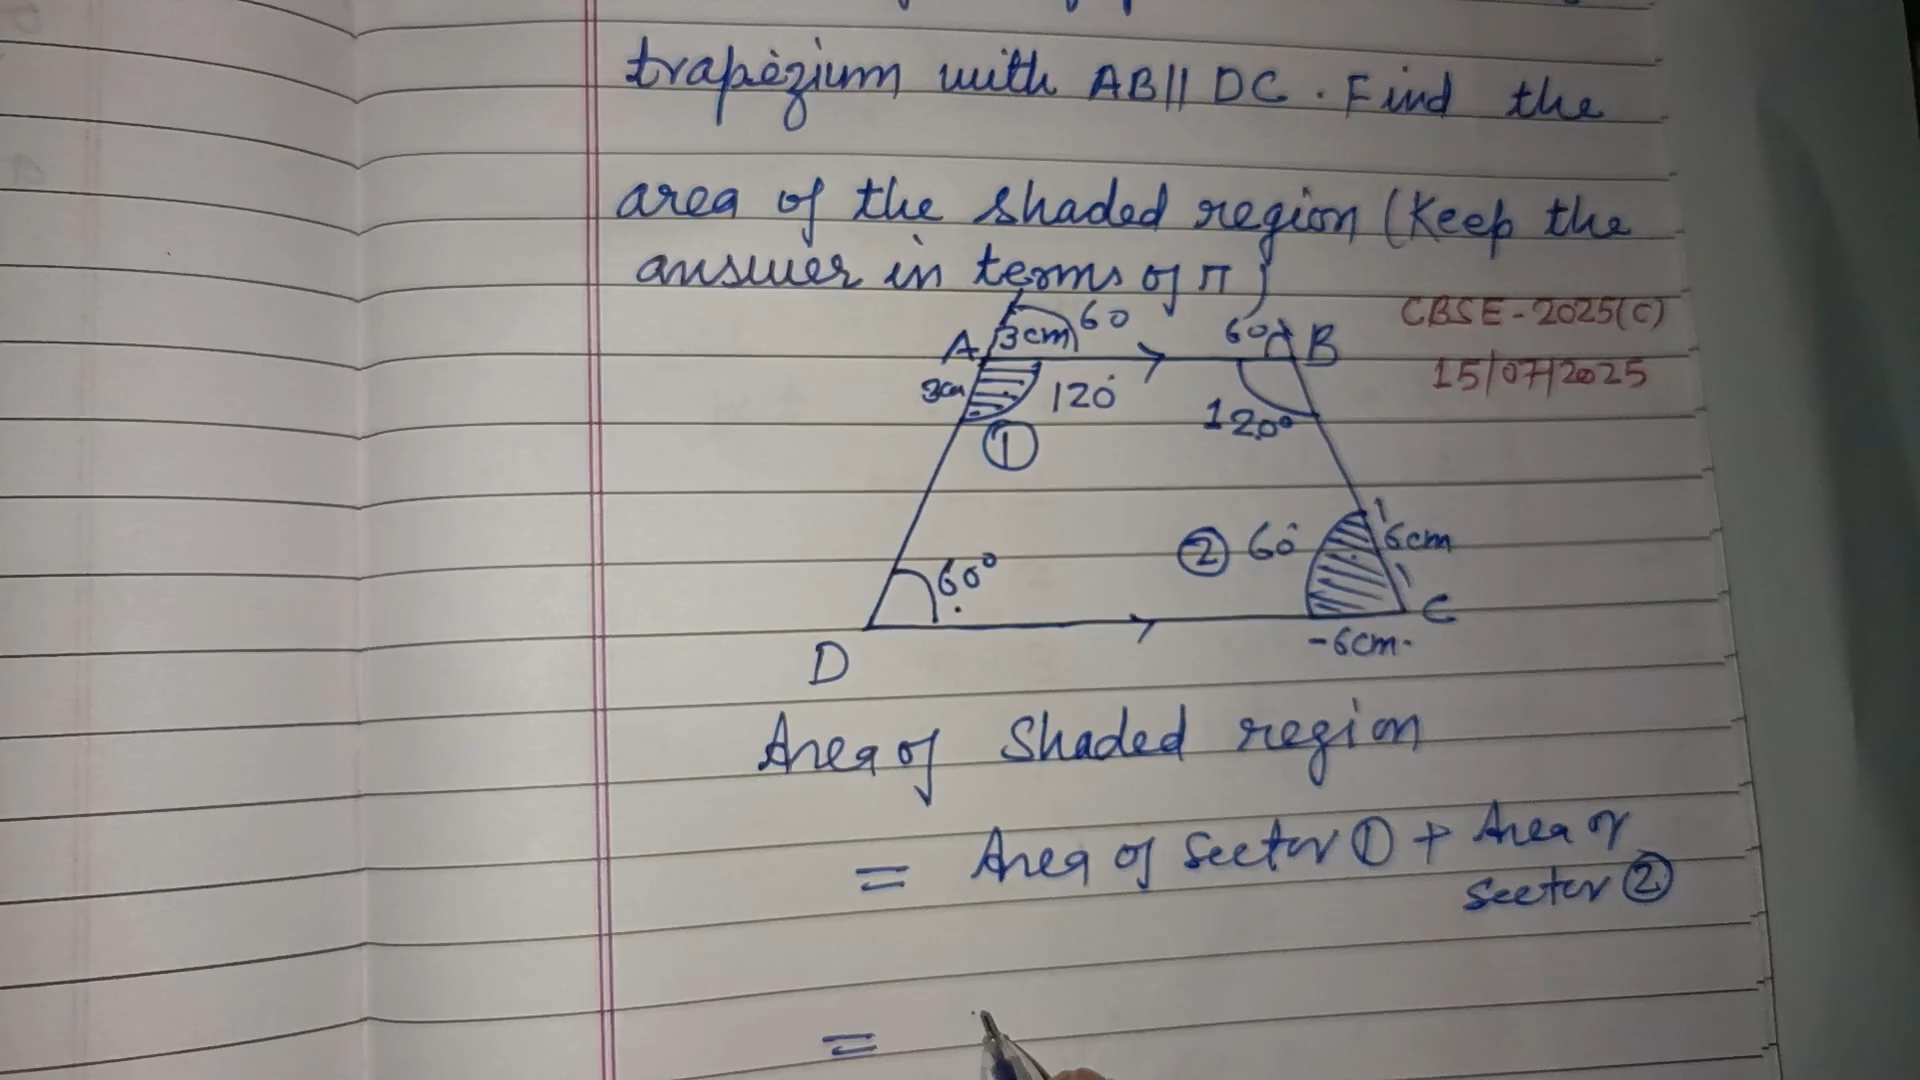 trapezium with AB || DC. Find the
area of the shaded region (Keep the
answer in terms of π)
CBSE-2025(C)
15/07/2025
A 3cm 60 60 B
3cm 120° 120°
①
② 60° 6cm
60° C
-6cm-
D
Area of Shaded region
= Area of Sector ① + Area of
Sector ②
=